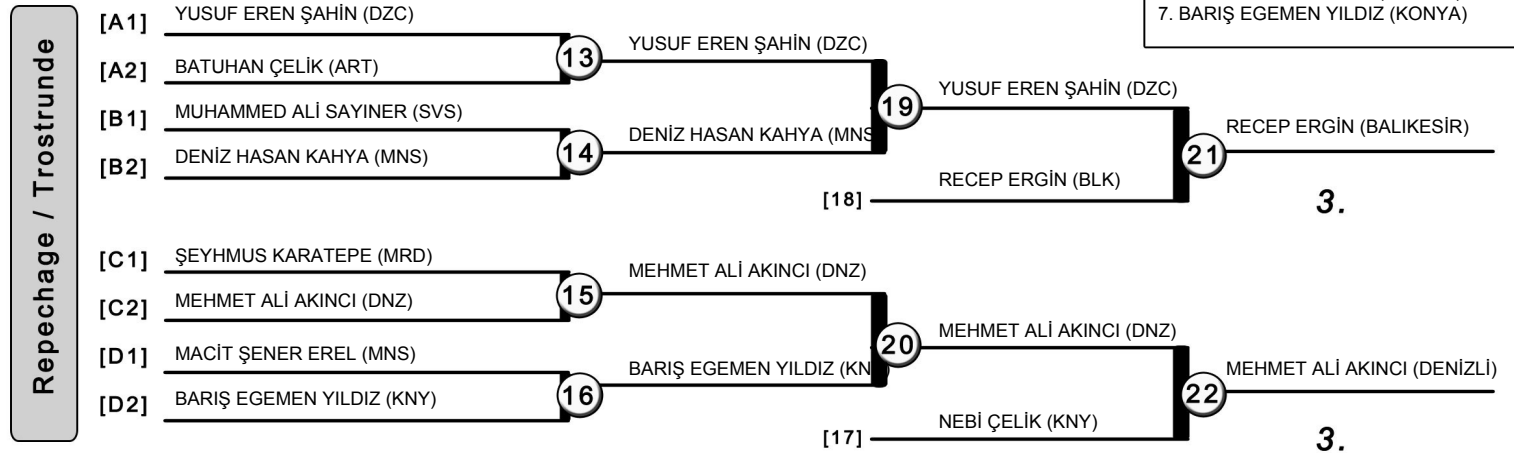 7. BARIŞ EGEMEN YILDIZ (KONYA)
Repechage / Trostrunde
[A1] YUSUF EREN ŞAHİN (DZC)
[A2] BATUHAN ÇELİK (ART)
13
YUSUF EREN ŞAHİN (DZC)
[B1] MUHAMMED ALİ SAYINER (SVS)
[B2] DENİZ HASAN KAHYA (MNS)
14
DENİZ HASAN KAHYA (MNS
19
YUSUF EREN ŞAHİN (DZC)
[18] RECEP ERGİN (BLK)
21
RECEP ERGİN (BALIKESİR)
3.
[C1] ŞEYHMUS KARATEPE (MRD)
[C2] MEHMET ALİ AKINCI (DNZ)
15
MEHMET ALİ AKINCI (DNZ)
[D1] MACİT ŞENER EREL (MNS)
[D2] BARIŞ EGEMEN YILDIZ (KNY)
16
BARIŞ EGEMEN YILDIZ (KN
20
MEHMET ALİ AKINCI (DNZ)
[17] NEBİ ÇELİK (KNY)
22
MEHMET ALİ AKINCI (DENİZLİ)
3.